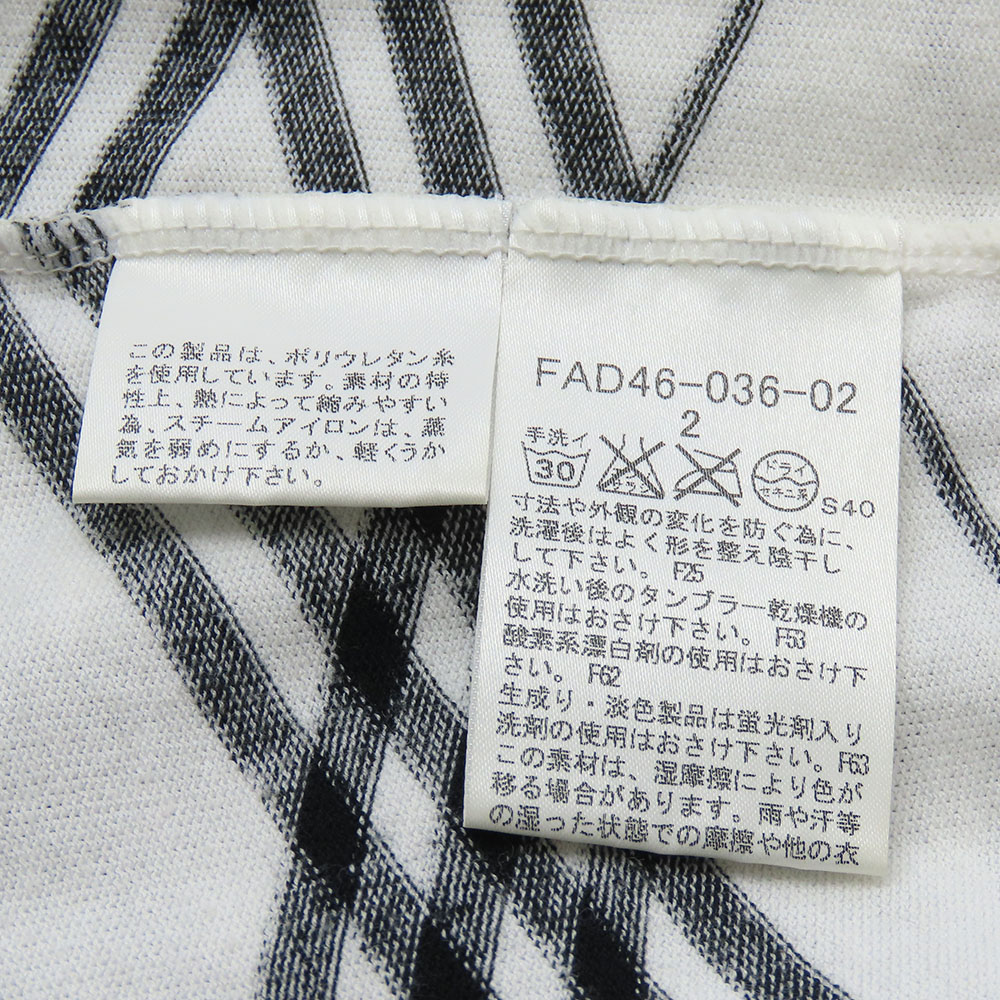 この製品は、ポリウレタン糸
を使用しています。素材の特
性上、熱によって縮みやすい
為、スチームアイロンは、蒸
気を弱めにするか、軽くうか
しておかけ下さい。
FAD46-036-02
2
手洗イ
30
エンソ
サラシ
ドライ
セキユ系
S40
寸法や外観の変化を防ぐ為に、
洗濯後はよく形を整え陰干し
して下さい。 F25
水洗い後のタンブラー乾燥機の
使用はおさけ下さい。 F53
酸素系漂白剤の使用はおさけ下
さい。 F62
生成り・淡色製品は蛍光剤入り
洗剤の使用はおさけ下さい。F63
この素材は、湿摩擦により色が
移る場合があります。雨や汗等
の湿った状態での摩擦や他の衣